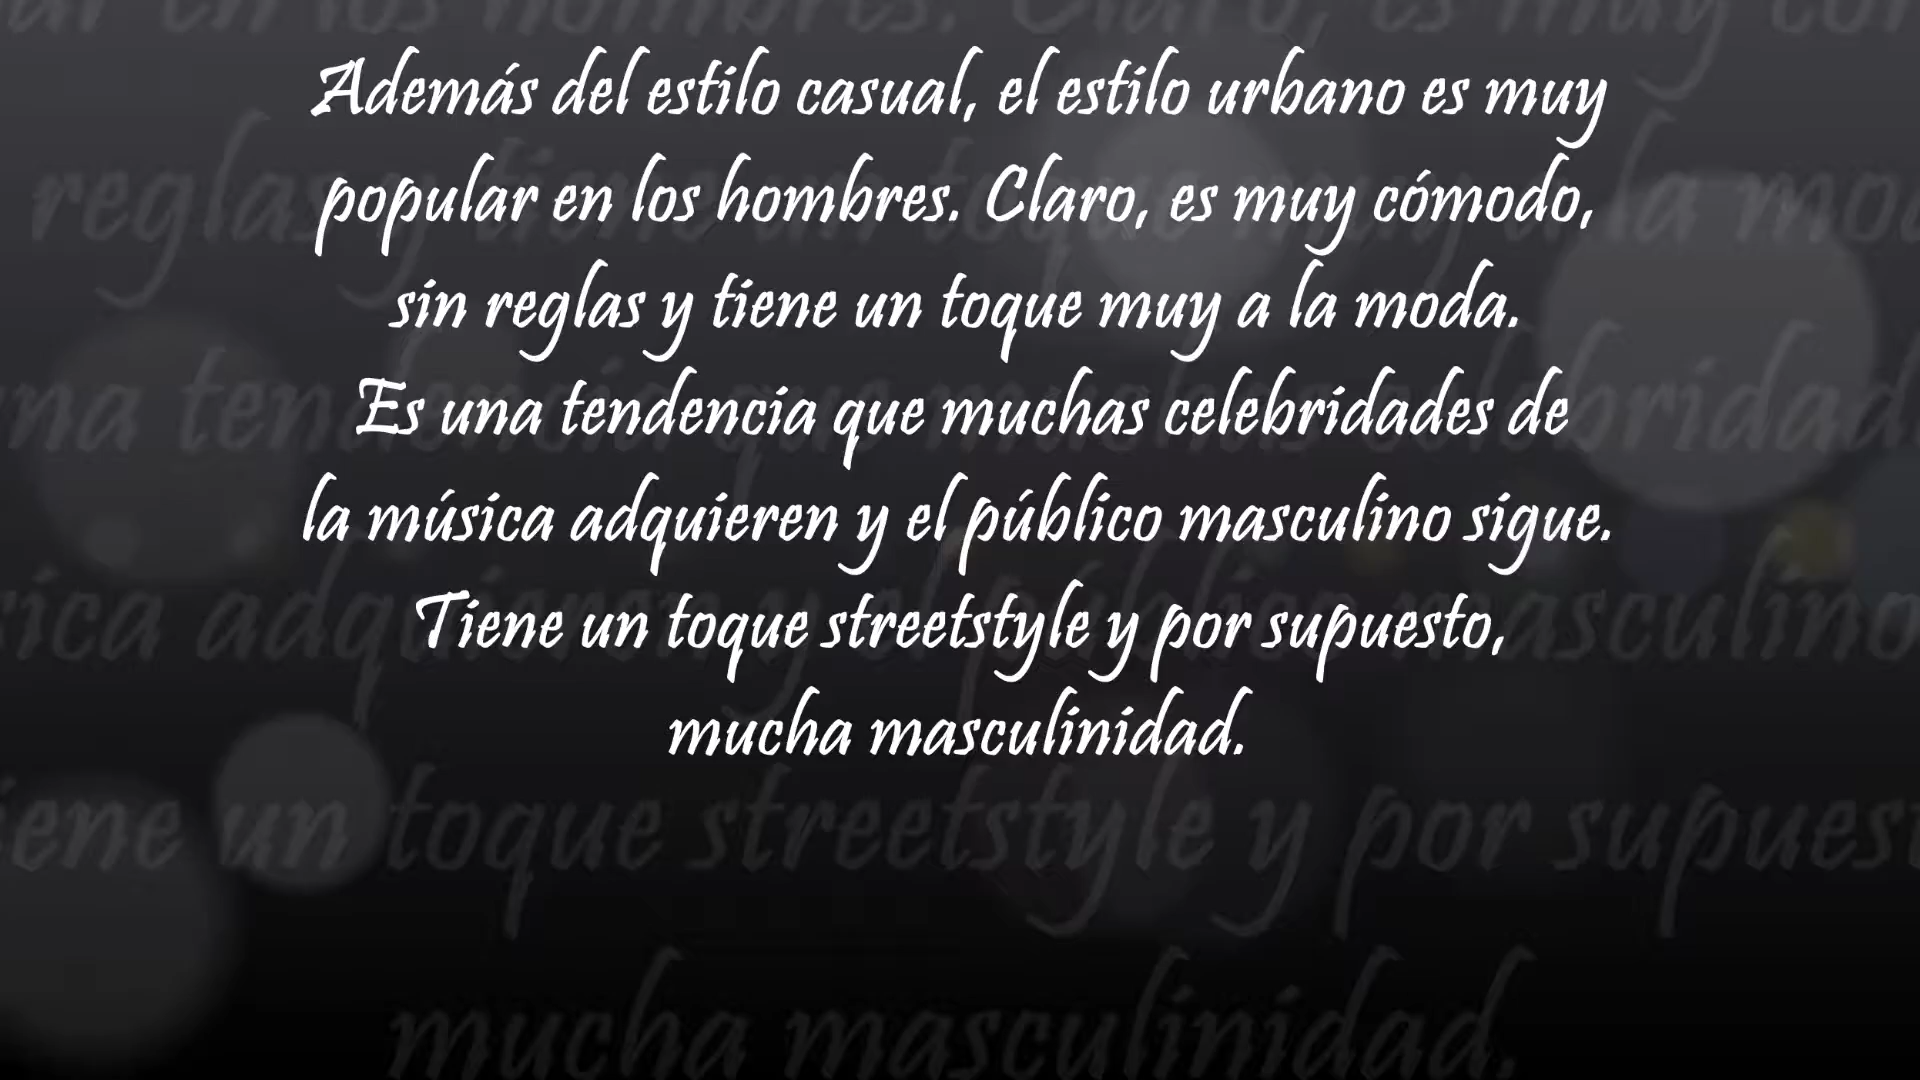 Además del estilo casual, el estilo urbano es muy
popular en los hombres. Claro, es muy cómodo,
sin reglas y tiene un toque muy a la moda.
Es una tendencia que muchas celebridades de
la música adquieren y el público masculino sigue.
Tiene un toque streetstyle y por supuesto,
mucha masculinidad.